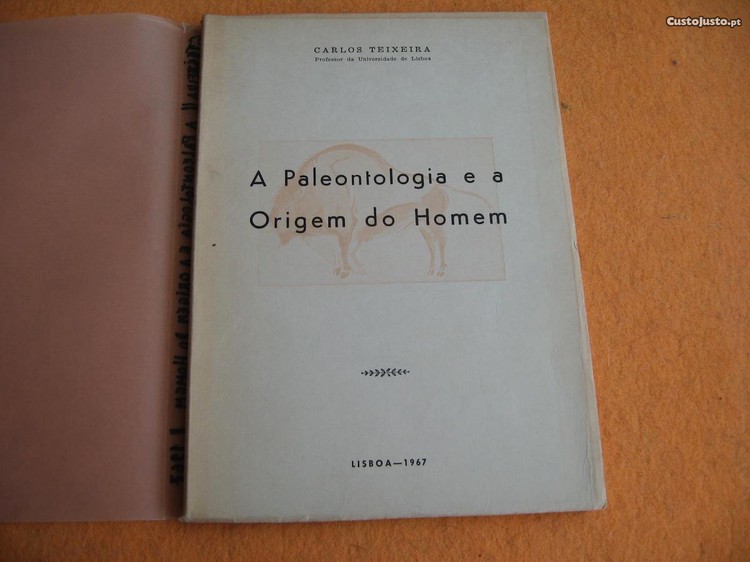 CustoJusto.pt
CARLOS TEIXEIRA
Professor da Universidade de Lisboa
A Paleontologia e a
Origem do Homem
LISBOA—1967